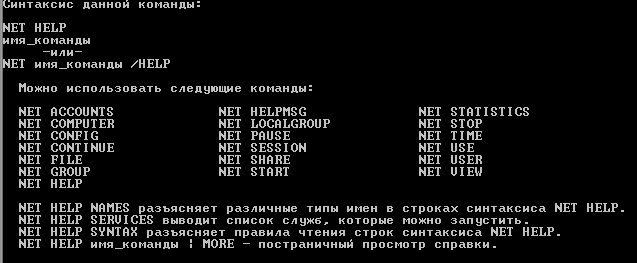 Синтаксис данной команды:
NET HELP
имя_команды
-или-
NET имя_команды /HELP
Можно использовать следующие команды:
NET ACCOUNTS NET HELPMSG NET STATISTICS
NET COMPUTER NET LOCALGROUP NET STOP
NET CONFIG NET PAUSE NET TIME
NET CONTINUE NET SESSION NET USE
NET FILE NET SHARE NET USER
NET GROUP NET START NET VIEW
NET HELP
NET HELP NAMES разъясняет различные типы имен в строках синтаксиса NET HELP.
NET HELP SERVICES выводит список служб, которые можно запустить.
NET HELP SYNTAX разъясняет правила чтения строк синтаксиса NET HELP.
NET HELP имя_команды | MORE - постраничный просмотр справки.